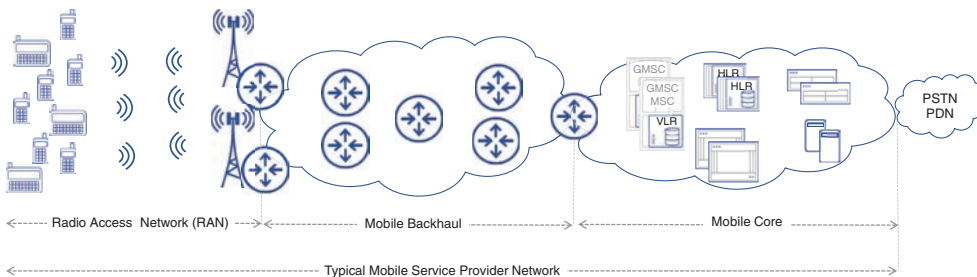 GMSC
GMSC
MSC
VLR
HLR
HLR
PSTN
PDN
Radio Access Network (RAN)
Mobile Backhaul
Mobile Core
Typical Mobile Service Provider Network